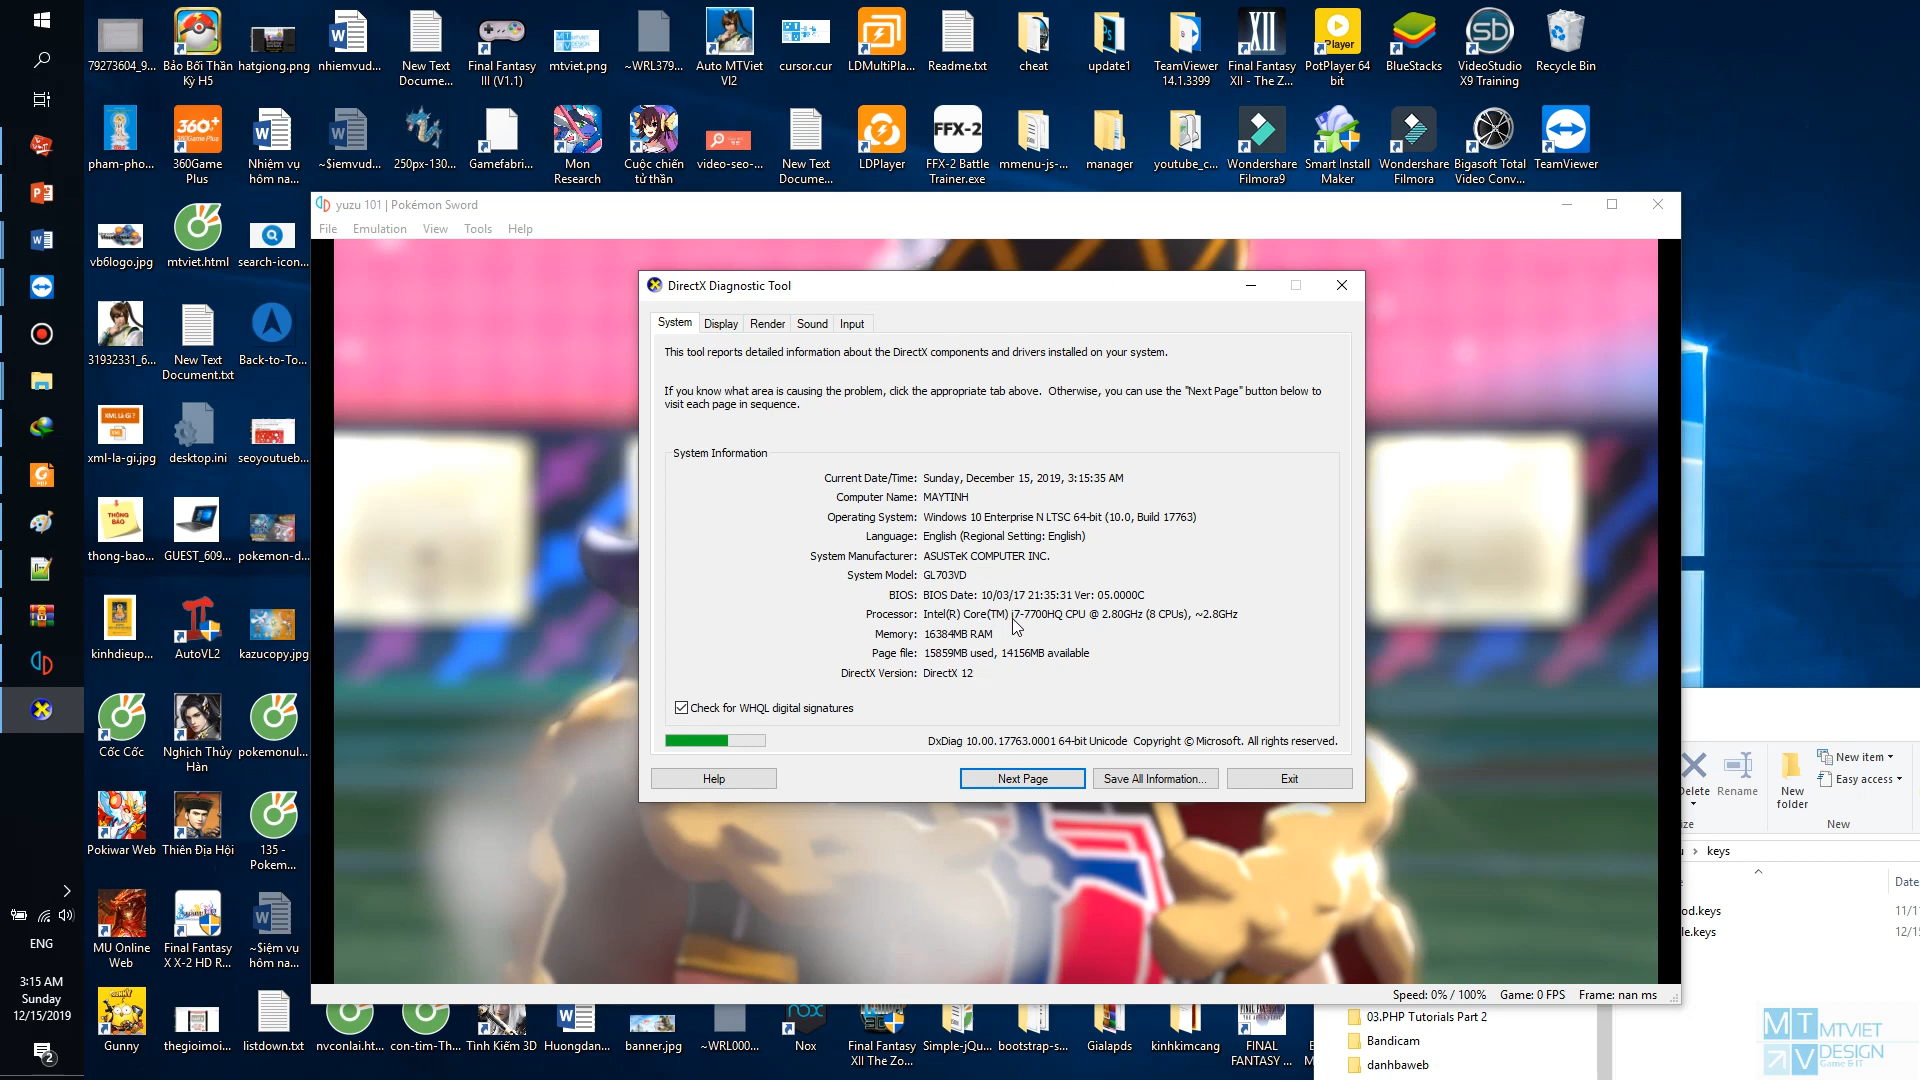 79273604_9...
Bảo Bối Thần Kỳ H5
hatgiong.png
nhiemvud...
New Text Docume...
Final Fantasy III (V1.1)
mtviet.png
~WRL379...
Auto MTViet Vl2
cursor.cur
LDMultiPla...
Readme.txt
cheat
update1
TeamViewer 14.1.3399
Final Fantasy XII - The Z...
PotPlayer 64 bit
BlueStacks
VideoStudio X9 Training
Recycle Bin
pham-pho...
360Game Plus
Nhiệm vụ hôm na...
~$iemvud...
250px-130...
Gamefabri...
Mon Research
Cuộc chiến tử thần
video-seo-...
New Text Docume...
LDPlayer
FFX-2 Battle Trainer.exe
mmenu-js-...
manager
youtube_c...
Wondershare Filmora9
Smart Install Maker
Wondershare Filmora
Bigasoft Total Video Conv...
TeamViewer
vb6logo.jpg
mtviet.html
search-icon...
31932331_6...
New Text Document.txt
Back-to-To...
xml-la-gi.jpg
desktop.ini
seoyoutueb...
thong-bao...
GUEST_609...
pokemon-d...
kinhdieup...
AutoVL2
kazucopy.jpg
Cốc Cốc
Nghịch Thủy Hàn
pokemonul...
Pokiwar Web
Thiên Địa Hội
135 - Pokem...
MU Online Web
Final Fantasy X X-2 HD R...
~$iệm vụ hôm na...
Gunny
thegioimoi...
listdown.txt
nvconlai.ht...
con-tim-Th...
Tình Kiếm 3D
Huongdan...
banner.jpg
~WRL000...
Nox
Final Fantasy XII The Zo...
Simple-jQu...
bootstrap-s...
Gialapds
kinhkimcang
FINAL FANTASY ...
yuzu 101 | Pokémon Sword
File Emulation View Tools Help
DirectX Diagnostic Tool
System Display Render Sound Input
This tool reports detailed information about the DirectX components and drivers installed on your system.
If you know what area is causing the problem, click the appropriate tab above. Otherwise, you can use the "Next Page" button below to
visit each page in sequence.
System Information
Current Date/Time: Sunday, December 15, 2019, 3:15:35 AM
Computer Name: MAYTINH
Operating System: Windows 10 Enterprise N LTSC 64-bit (10.0, Build 17763)
Language: English (Regional Setting: English)
System Manufacturer: ASUSTeK COMPUTER INC.
System Model: GL703VD
BIOS: BIOS Date: 10/03/17 21:35:31 Ver: 05.0000C
Processor: Intel(R) Core(TM) i7-7700HQ CPU @ 2.80GHz (8 CPUs), ~2.8GHz
Memory: 16384MB RAM
Page file: 15859MB used, 14156MB available
DirectX Version: DirectX 12
Check for WHQL digital signatures
DxDiag 10.00.17763.0001 64-bit Unicode Copyright © Microsoft. All rights reserved.
Help Next Page Save All Information... Exit
Speed: 0% / 100% Game: 0 FPS Frame: nan ms
Delete
Rename
New folder
New item
Easy access
New
keys
Date
od.keys 11/1
le.keys 12/1
03.PHP Tutorials Part 2
Bandicam
danhbaweb
MTVIET
DESIGN
Game & IT
ENG
3:15 AM
Sunday
12/15/2019
2